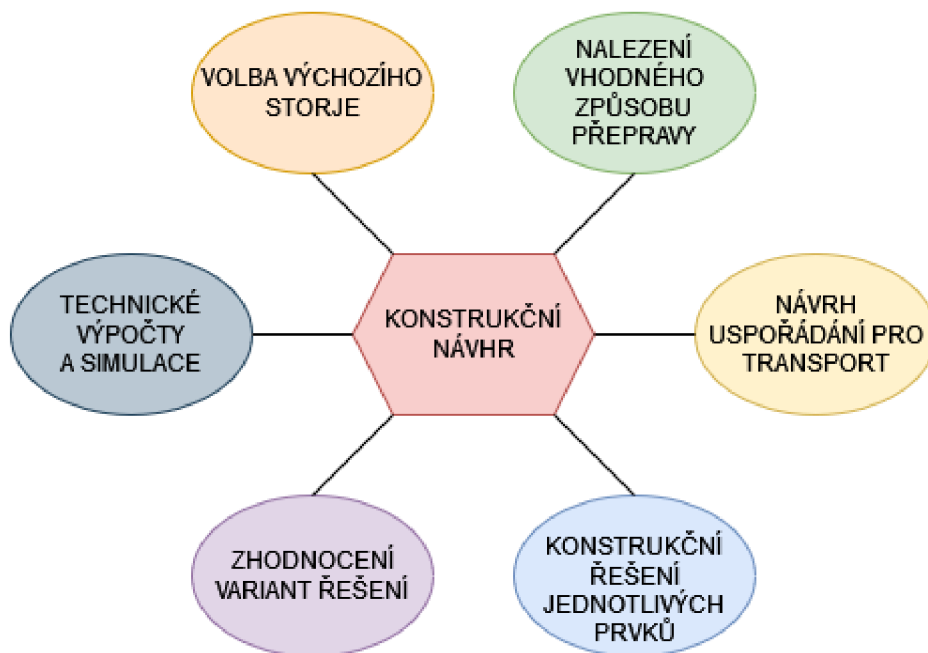 VOLBA VÝCHOZÍHO
STORJE
NALEZENÍ
VHODNÉHO
ZPŮSOBU
PŘEPRAVY
TECHNICKÉ
VÝPOČTY
A SIMULACE
KONSTRUKČNÍ
NÁVHR
NÁVRH
USPOŘÁDÁNÍ PRO
TRANSPORT
ZHODNOCENÍ
VARIANT ŘEŠENÍ
KONSTRUKČNÍ
ŘEŠENÍ
JEDNOTLIVÝCH
PRVKŮ